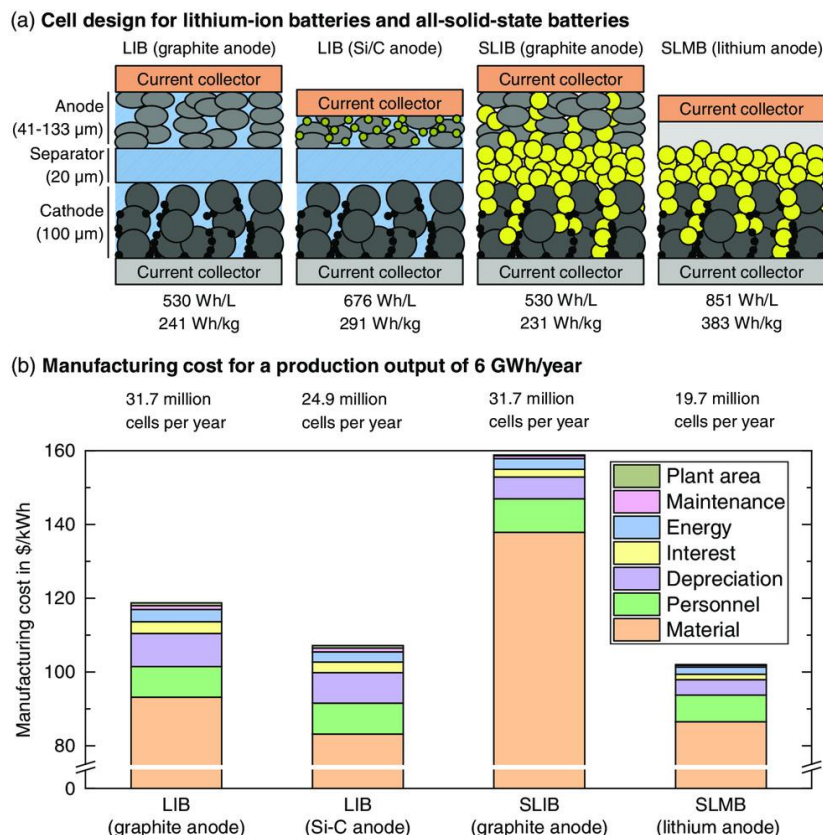 (a) Cell design for lithium-ion batteries and all-solid-state batteries
LIB (graphite anode)
LIB (Si/C anode)
SLIB (graphite anode)
SLMB (lithium anode)
Current collector
Current collector
Current collector
Current collector
Anode
(41-133 µm)
Separator
(20 µm)
Cathode
(100 µm)
Current collector
Current collector
Current collector
Current collector
530 Wh/L
241 Wh/kg
676 Wh/L
291 Wh/kg
530 Wh/L
231 Wh/kg
851 Wh/L
383 Wh/kg
(b) Manufacturing cost for a production output of 6 GWh/year
31.7 million
cells per year
24.9 million
cells per year
31.7 million
cells per year
19.7 million
cells per year
Manufacturing cost in $/kWh
160
140
120
100
80
0
Plant area
Maintenance
Energy
Interest
Depreciation
Personnel
Material
LIB
(graphite anode)
LIB
(Si-C anode)
SLIB
(graphite anode)
SLMB
(lithium anode)